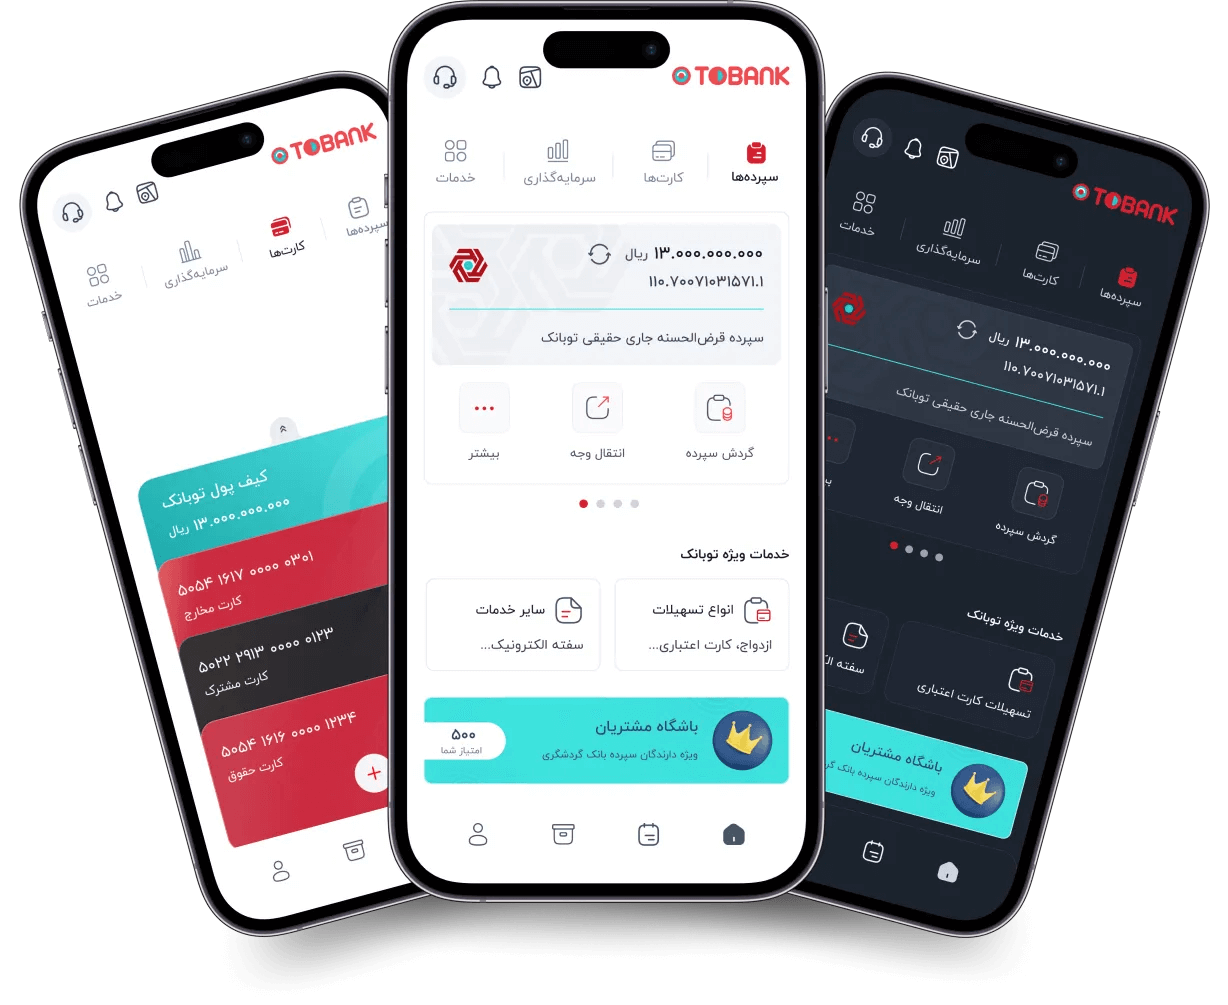 TOBANK
سپرده‌ها
کارت‌ها
سرمایه‌گذاری
خدمات
کیف پول توبانک
۱۳.۰۰۰.۰۰۰.۰۰۰ ریال
۵۰۵۴ ۱۶۱۷ ۰۰۰۰ ۰۳۰۱
کارت مخارج
۵۰۲۲ ۲۹۱۳ ۰۰۰۰ ۰۱۲۳
کارت مشترک
۵۰۵۴ ۱۶۱۶ ۰۰۰۰ ۱۲۳۴
کارت حقوق
TOBANK
سپرده‌ها
کارت‌ها
سرمایه‌گذاری
خدمات
۱۳.۰۰۰.۰۰۰.۰۰۰ ریال
۱۱۰.۷۰۰۷۱۰۳۱۵۷۱.۱
سپرده قرض‌الحسنه جاری حقیقی توبانک
گردش سپرده
انتقال وجه
بیشتر
خدمات ویژه توبانک
انواع تسهیلات
ازدواج، کارت اعتباری...
سایر خدمات
سفته الکترونیک...
باشگاه مشتریان
ویژه دارندگان سپرده بانک گردشگری
۵۰۰
امتیاز شما
TOBANK
سپرده‌ها
کارت‌ها
سرمایه‌گذاری
خدمات
۱۳.۰۰۰.۰۰۰.۰۰۰ ریال
۱۱۰.۷۰۰۷۱۰۳۱۵۷۱.۱
سپرده قرض‌الحسنه جاری حقیقی توبانک
گردش سپرده
انتقال وجه
خدمات ویژه توبانک
تسهیلات کارت اعتباری
سفته
باشگاه مشتریان
ویژه دارندگان سپرده بانک